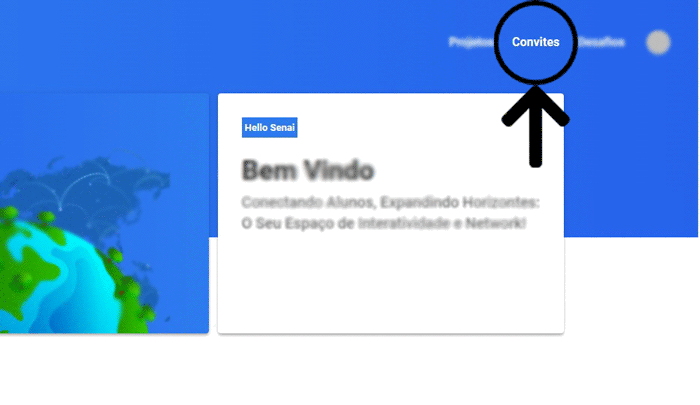 Projetos Convites Desafios
Hello Senai
Bem Vindo
Conectando Alunos, Expandindo Horizontes:
O Seu Espaço de Interatividade e Network!